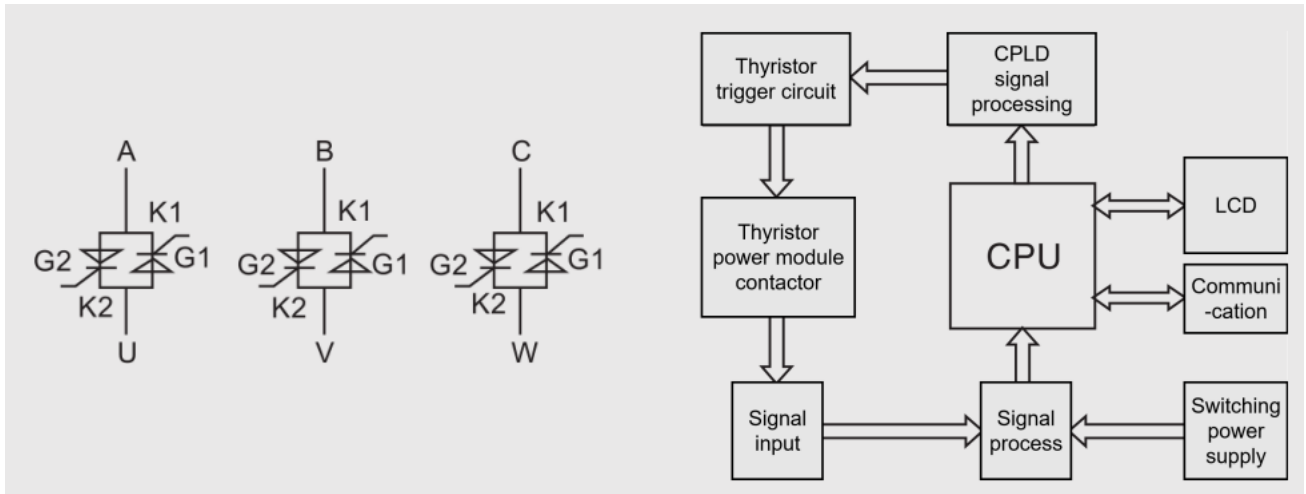 A
K1
G2
G1
K2
U
B
K1
G2
G1
K2
V
C
K1
G2
G1
K2
W
Thyristor
trigger circuit
CPLD
signal
processing
Thyristor
power module
contactor
CPU
LCD
Communi
-cation
Signal
input
Signal
process
Switching
power
supply